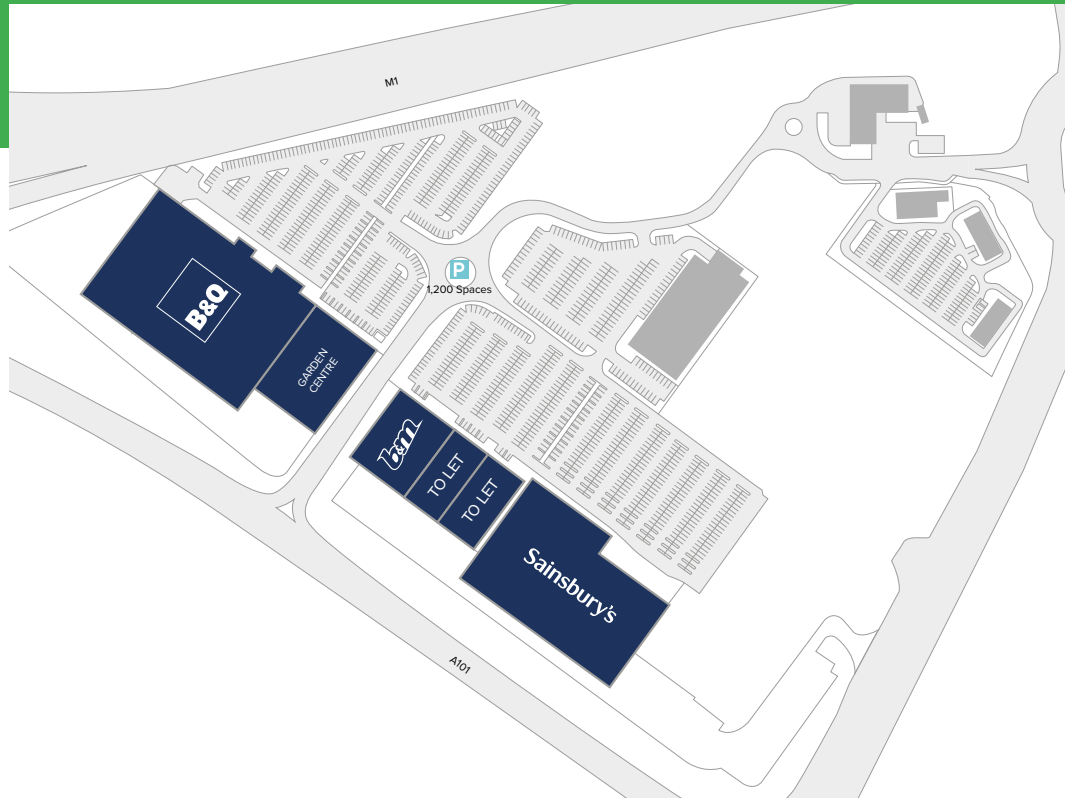 M1
P
1,200 Spaces
B&Q
GARDEN
CENTRE
b&m
TO LET
TO LET
Sainsbury's
A101